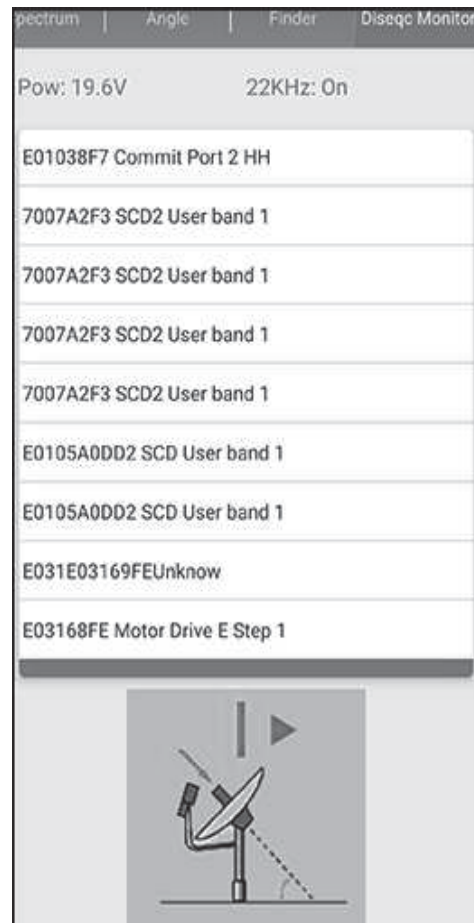 pectrum | Angle | Finder Diseqc Monitor
Pow: 19.6V 22KHz: On
E01038F7 Commit Port 2 HH
7007A2F3 SCD2 User band 1
7007A2F3 SCD2 User band 1
7007A2F3 SCD2 User band 1
7007A2F3 SCD2 User band 1
E0105A0DD2 SCD User band 1
E0105A0DD2 SCD User band 1
E031E03169FEUnknow
E03168FE Motor Drive E Step 1